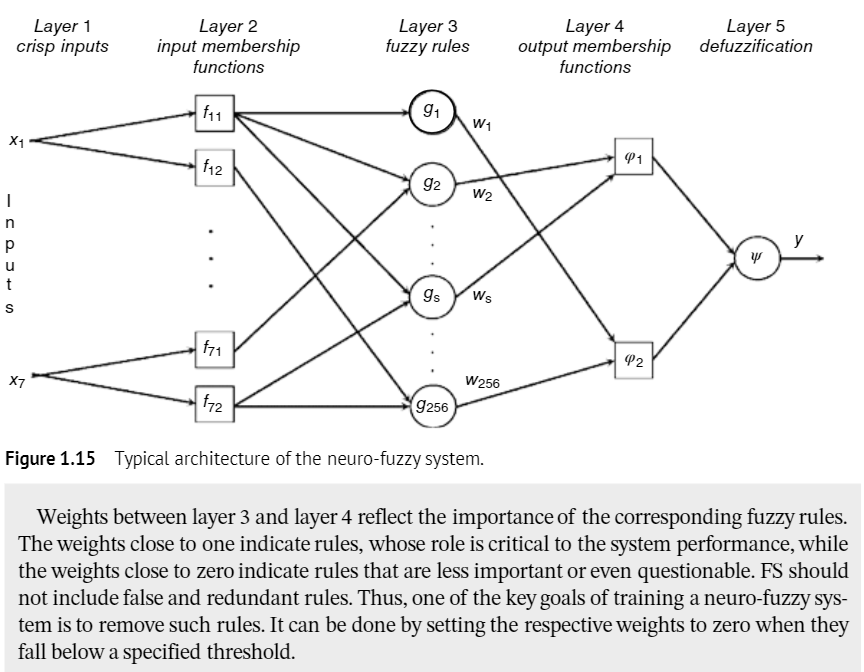 Layer 1
crisp inputs
Layer 2
input membership
functions
Layer 3
fuzzy rules
Layer 4
output membership
functions
Layer 5
defuzzification
x1
Inputs
x7
f11
f12
f71
f72
g1
g2
gs
g256
w1
w2
ws
w256
φ1
φ2
ψ
y
Figure 1.15 Typical architecture of the neuro-fuzzy system.
Weights between layer 3 and layer 4 reflect the importance of the corresponding fuzzy rules.
The weights close to one indicate rules, whose role is critical to the system performance, while
the weights close to zero indicate rules that are less important or even questionable. FS should
not include false and redundant rules. Thus, one of the key goals of training a neuro-fuzzy sys-
tem is to remove such rules. It can be done by setting the respective weights to zero when they
fall below a specified threshold.